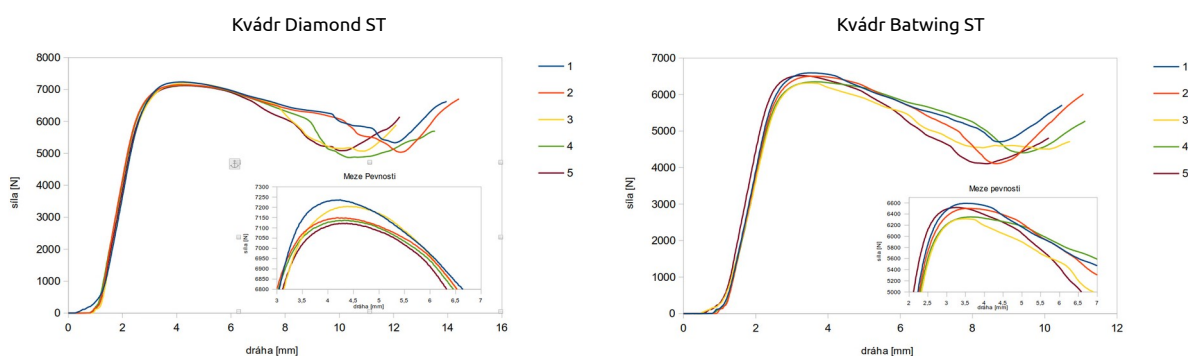 Kvádr Diamond ST
8000
7000
6000
5000
4000
3000
2000
1000
0
síla [N]
0 2 4 6 8 10 12 14 16
dráha [mm]
1
2
3
4
5
Meze Pevnosti
7300
7250
7200
7150
7100
7050
7000
6950
6900
6850
6800
síla [N]
3 3,5 4 4,5 5 5,5 6 6,5 7
dráha [mm]
Kvádr Batwing ST
7000
6000
5000
4000
3000
2000
1000
0
síla [N]
0 2 4 6 8 10 12
dráha [mm]
1
2
3
4
5
Meze pevnosti
6600
6400
6200
6000
5800
5600
5400
5200
5000
síla [N]
2 2,5 3 3,5 4 4,5 5 5,5 6 6,5 7
dráha [mm]